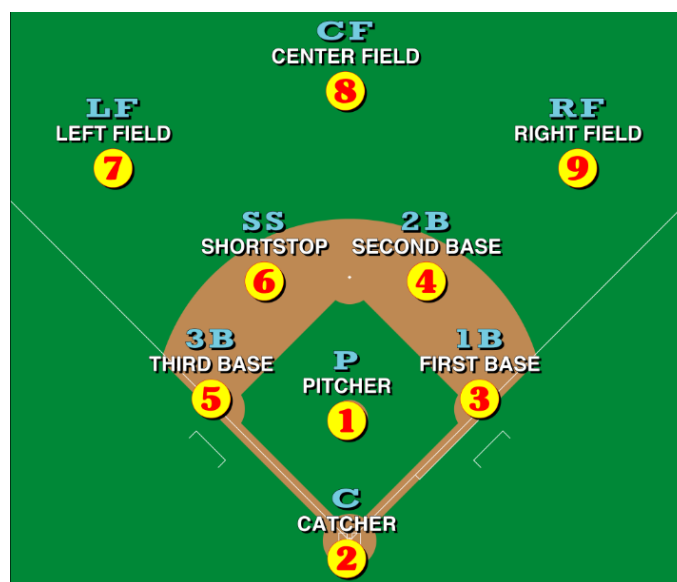 CF
CENTER FIELD
8
LF
LEFT FIELD
7
RF
RIGHT FIELD
9
SS
SHORTSTOP
6
2B
SECOND BASE
4
3B
THIRD BASE
5
P
PITCHER
1
1B
FIRST BASE
3
C
CATCHER
2